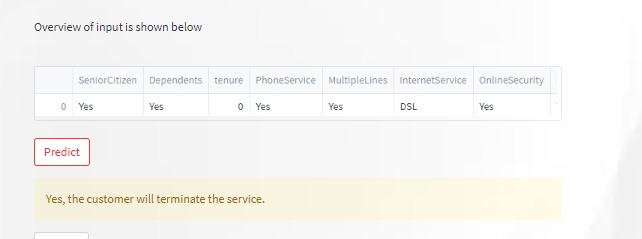 Overview of input is shown below
SeniorCitizen Dependents tenure PhoneService MultipleLines InternetService OnlineSecurity
0 Yes Yes 0 Yes Yes DSL Yes
Predict
Yes, the customer will terminate the service.